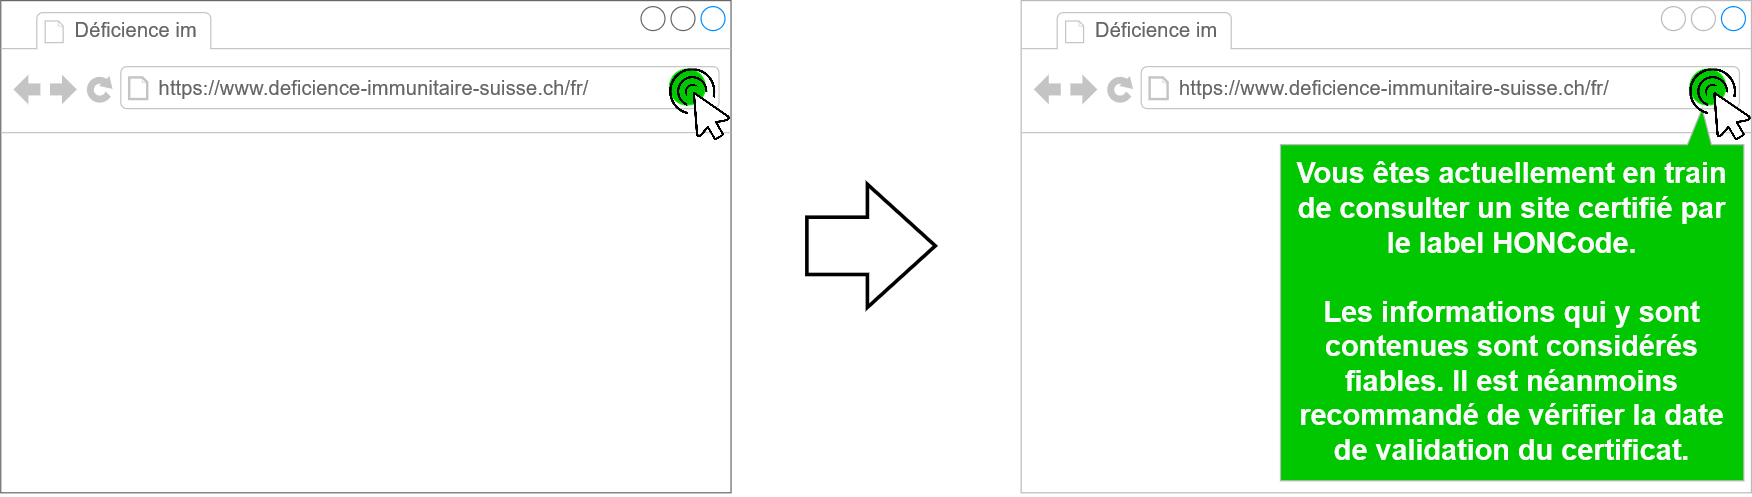 Déficience im
https://www.deficience-immunitaire-suisse.ch/fr/
Déficience im
https://www.deficience-immunitaire-suisse.ch/fr/
Vous êtes actuellement en train
de consulter un site certifié par
le label HONCode.
Les informations qui y sont
contenues sont considérés
fiables. Il est néanmoins
recommandé de vérifier la date
de validation du certificat.